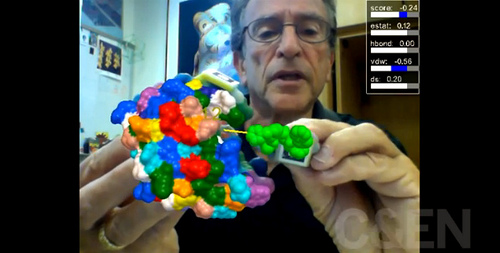 score: -0.24
estat: 0.12
hbond: 0.00
vdw: -0.56
ds: 0.20
C&EN